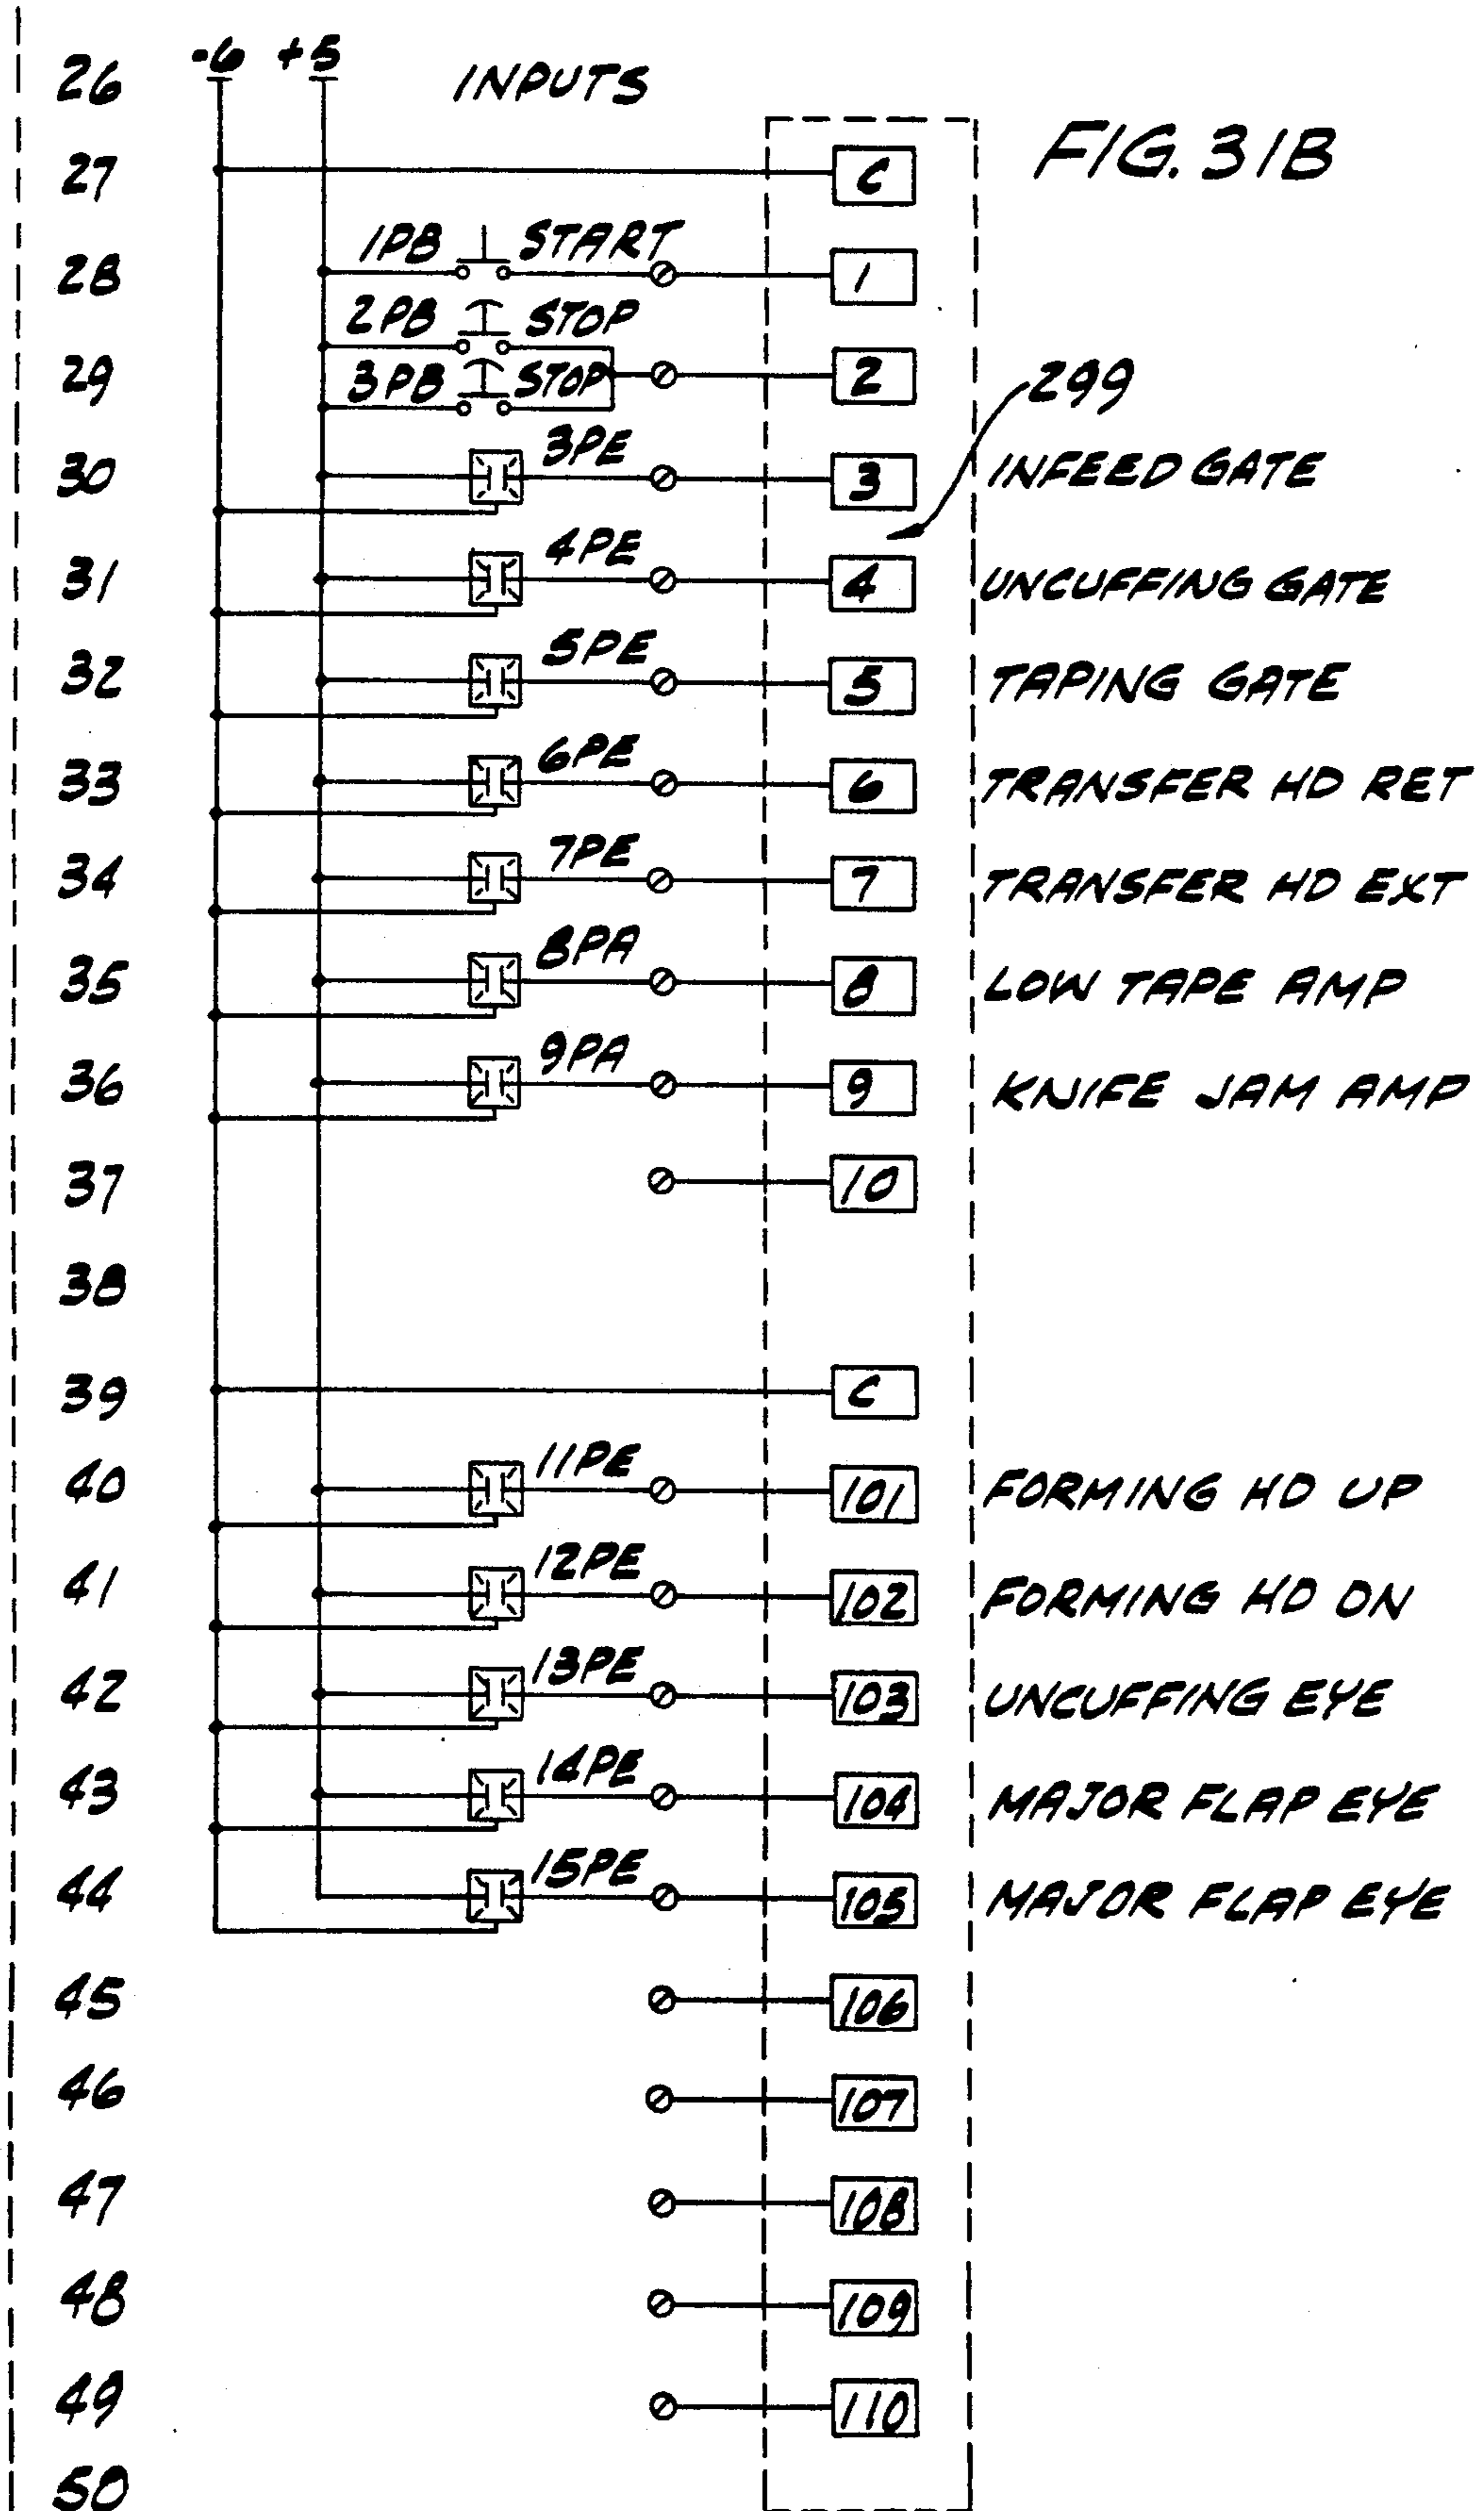 26 -6 +5 INPUTS
FIG. 31B
27 C
28 1PB START 1
2PB STOP
29 3PB STOP 2
299
30 3PE 3 INFEED GATE
31 4PE 4 UNCUFFING GATE
32 5PE 5 TAPING GATE
33 6PE 6 TRANSFER HD RET
34 7PE 7 TRANSFER HD EXT
35 8PA 8 LOW TAPE AMP
36 9PA 9 KNIFE JAM AMP
37 10
38
39 C
40 11PE 101 FORMING HD UP
41 12PE 102 FORMING HD ON
42 13PE 103 UNCUFFING EYE
43 14PE 104 MAJOR FLAP EYE
44 15PE 105 MAJOR FLAP EYE
45 106
46 107
47 108
48 109
49 110
50